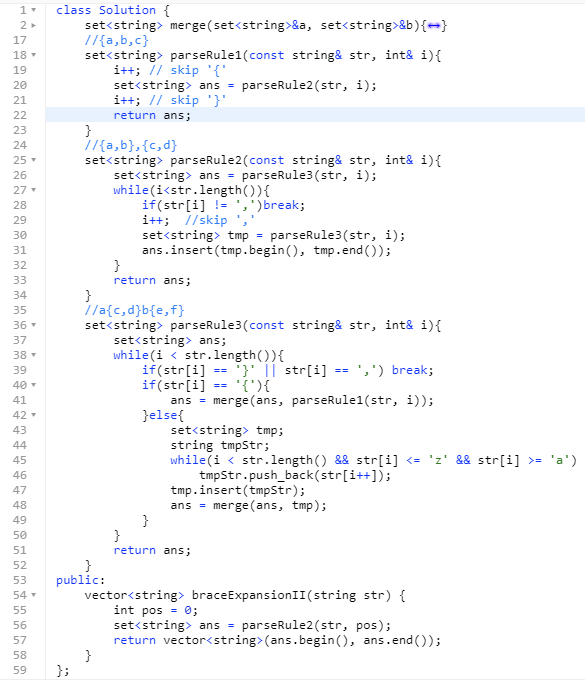 1 class Solution {
2     set<string> merge(set<string>&a, set<string>&b){↔}
17     //{a,b,c}
18     set<string> parseRule1(const string& str, int& i){
19         i++; // skip '{'
20         set<string> ans = parseRule2(str, i);
21         i++; // skip '}'
22         return ans;
23     }
24     //{a,b},{c,d}
25     set<string> parseRule2(const string& str, int& i){
26         set<string> ans = parseRule3(str, i);
27         while(i<str.length()){
28             if(str[i] != ',')break;
29             i++;  //skip ','
30             set<string> tmp = parseRule3(str, i);
31             ans.insert(tmp.begin(), tmp.end());
32         }
33         return ans;
34     }
35     //a{c,d}b{e,f}
36     set<string> parseRule3(const string& str, int& i){
37         set<string> ans;
38         while(i < str.length()){
39             if(str[i] == '}' || str[i] == ',') break;
40             if(str[i] == '{'){
41                 ans = merge(ans, parseRule1(str, i));
42             }else{
43                 set<string> tmp;
44                 string tmpStr;
45                 while(i < str.length() && str[i] <= 'z' && str[i] >= 'a')
46                     tmpStr.push_back(str[i++]);
47                 tmp.insert(tmpStr);
48                 ans = merge(ans, tmp);
49             }
50         }
51         return ans;
52     }
53 public:
54     vector<string> braceExpansionII(string str) {
55         int pos = 0;
56         set<string> ans = parseRule2(str, pos);
57         return vector<string>(ans.begin(), ans.end());
58     }
59 };